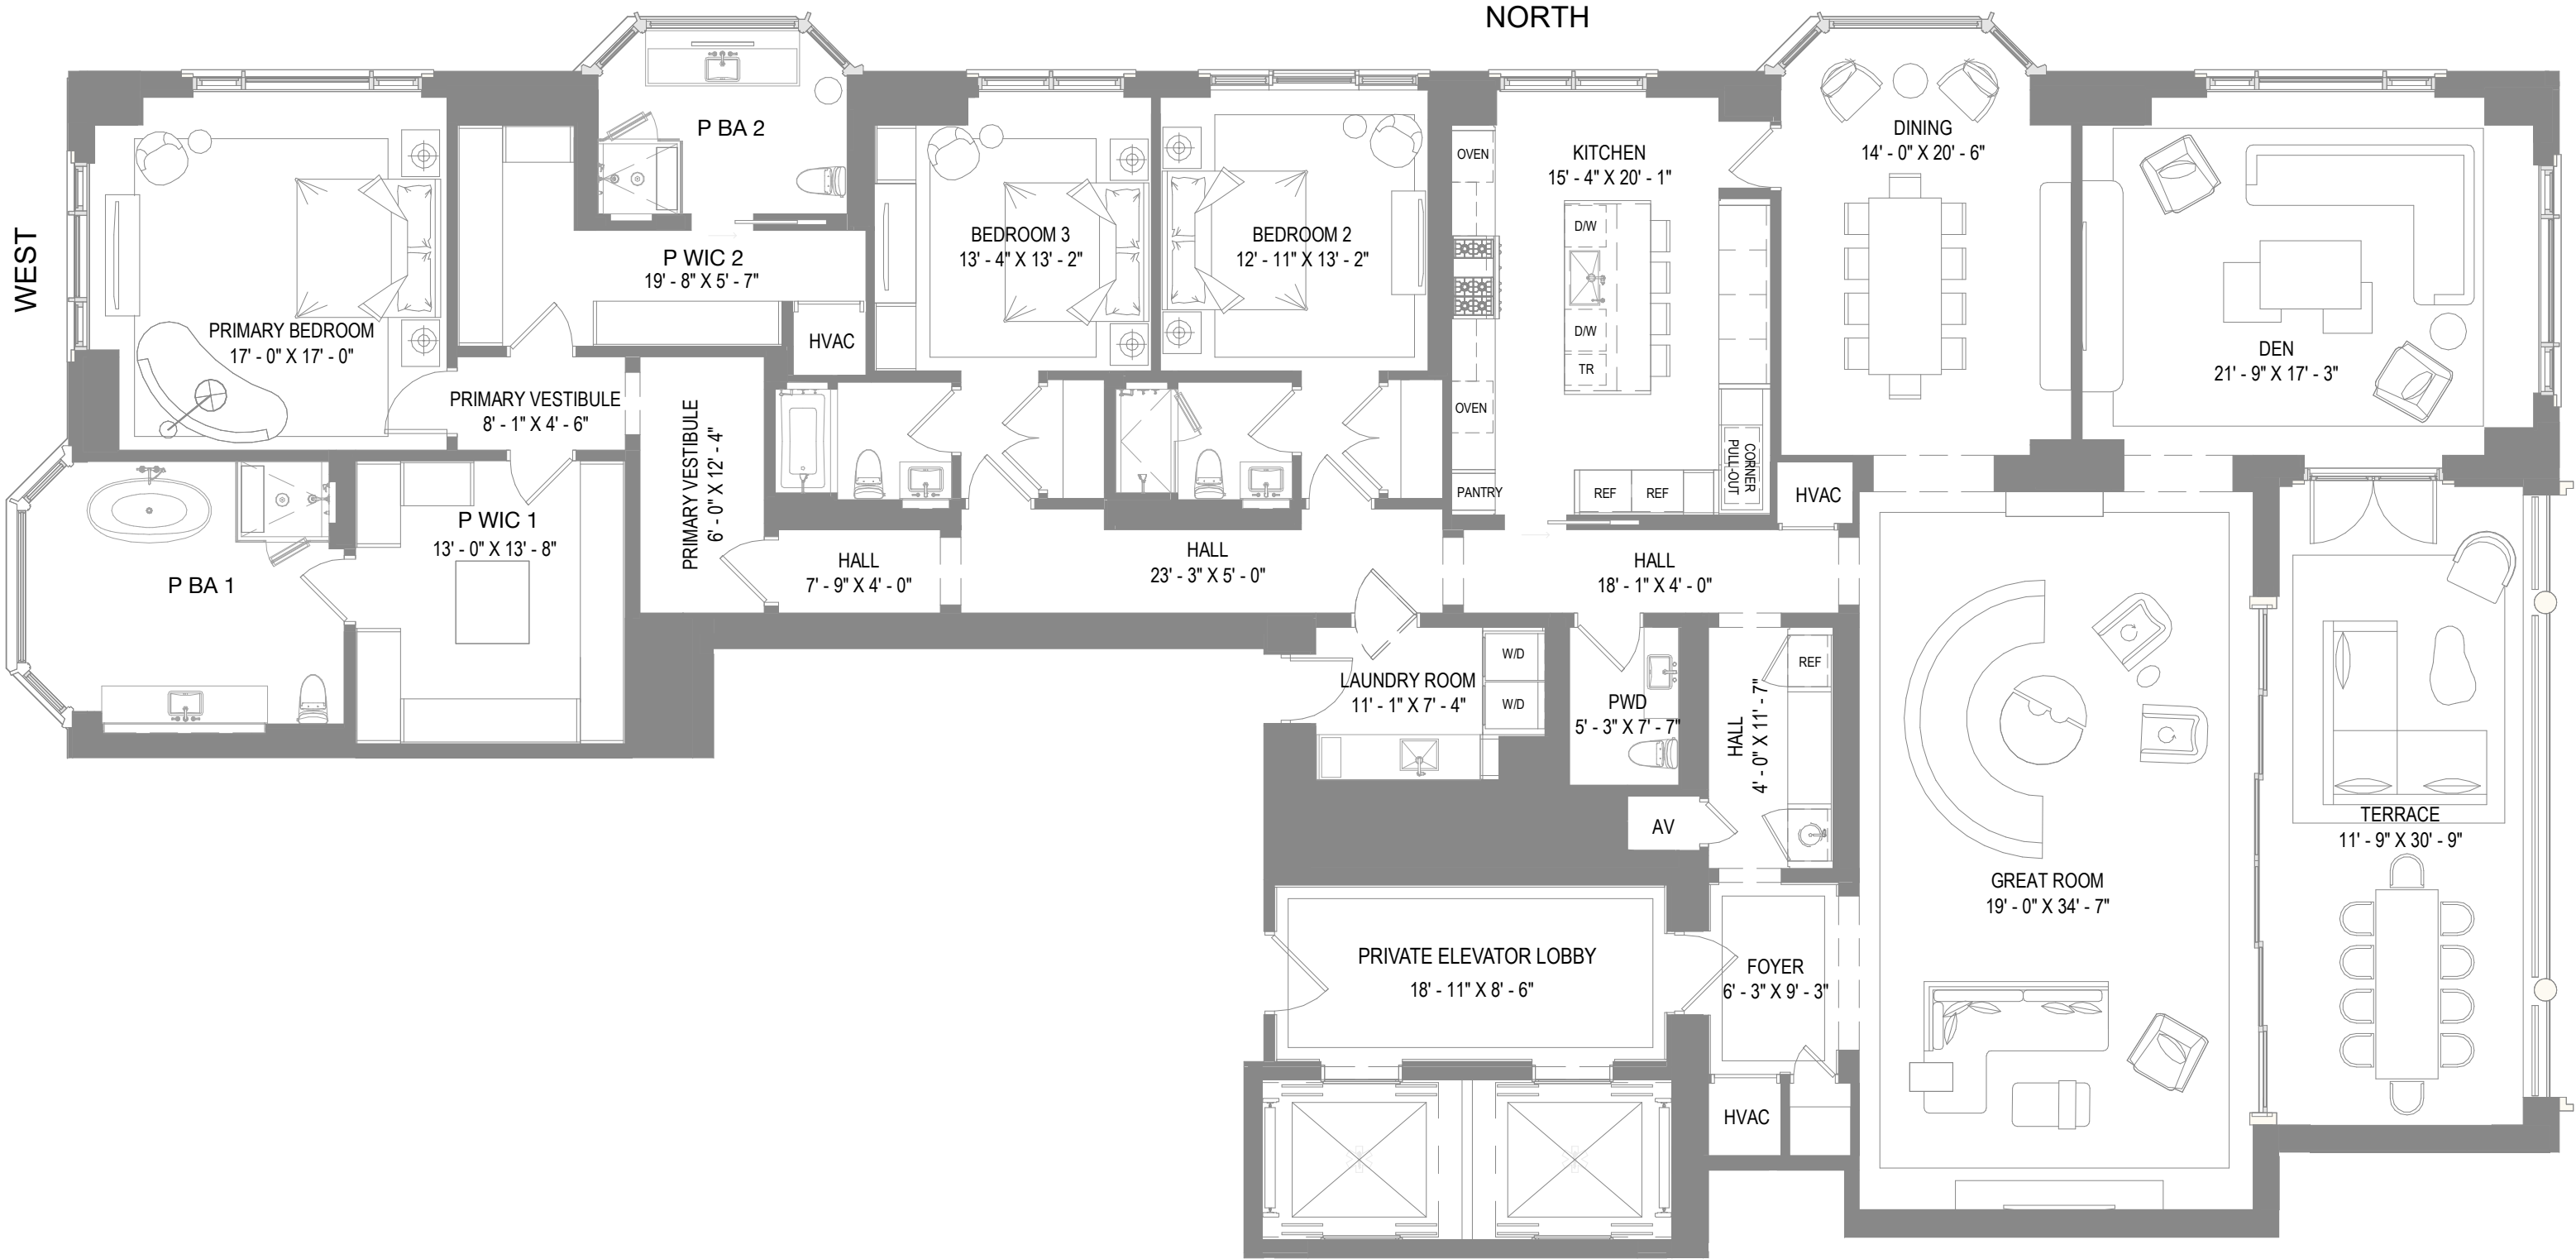 NORTH
WEST
P BA 2
DINING
14' - 0" X 20' - 6"
OVEN
KITCHEN
15' - 4" X 20' - 1"
D/W
BEDROOM 3
13' - 4" X 13' - 2"
BEDROOM 2
12' - 11" X 13' - 2"
P WIC 2
19' - 8" X 5' - 7"
PRIMARY BEDROOM
17' - 0" X 17' - 0"
HVAC
D/W
TR
DEN
21' - 9" X 17' - 3"
PRIMARY VESTIBULE
8' - 1" X 4' - 6"
PRIMARY VESTIBULE
6' - 0" X 12' - 4"
OVEN
CORNER
PULL-OUT
PANTRY
REF
REF
HVAC
P WIC 1
13' - 0" X 13' - 8"
P BA 1
HALL
7' - 9" X 4' - 0"
HALL
23' - 3" X 5' - 0"
HALL
18' - 1" X 4' - 0"
W/D
W/D
LAUNDRY ROOM
11' - 1" X 7' - 4"
PWD
5' - 3" X 7' - 7"
HALL
4' - 0" X 11' - 7"
REF
AV
TERRACE
11' - 9" X 30' - 9"
GREAT ROOM
19' - 0" X 34' - 7"
PRIVATE ELEVATOR LOBBY
18' - 11" X 8' - 6"
FOYER
6' - 3" X 9' - 3"
HVAC